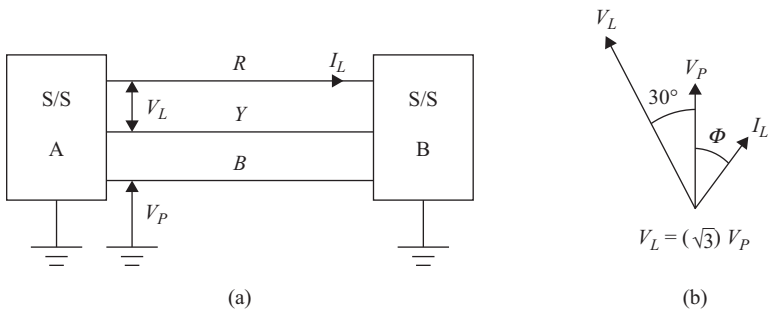 R
I_L
S/S
A
V_L
Y
S/S
B
B
V_P
(a)
V_L
V_P
30°
Φ
I_L
V_L = (√3) V_P
(b)